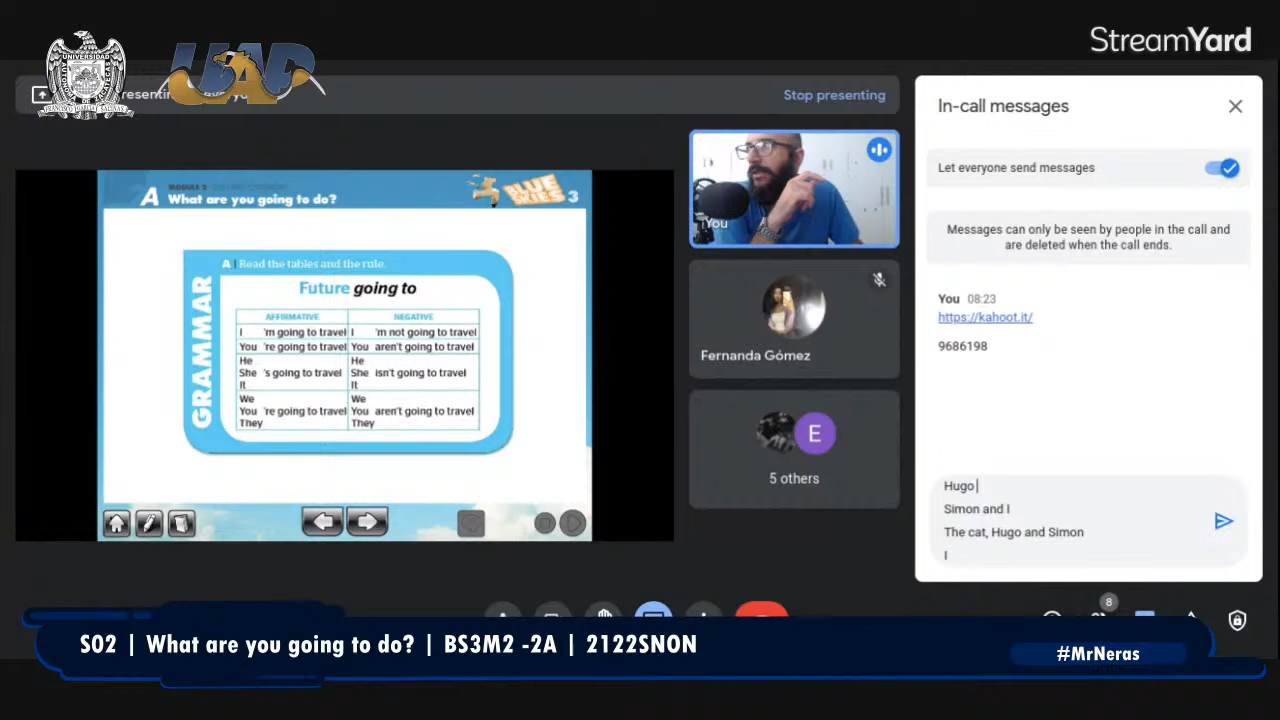 StreamYard
UNIVERSIDAD
UAP
Stop presenting
In-call messages
Let everyone send messages
Messages can only be seen by people in the call and
are deleted when the call ends.
You 08:23
https://kahoot.it/
9686198
Hugo
Simon and I
The cat, Hugo and Simon
I
A
MODULE 2
What are you going to do?
BLUE
SKIES 3
GRAMMAR
A | Read the tables and the rule.
Future going to
AFFIRMATIVE NEGATIVE
I 'm going to travel I 'm not going to travel
You 're going to travel You aren't going to travel
He He
She 's going to travel She isn't going to travel
It It
We We
You 're going to travel You aren't going to travel
They They
You
Fernanda Gómez
E
5 others
8
S02 | What are you going to do? | BS3M2 -2A | 2122SNON
#MrNeras